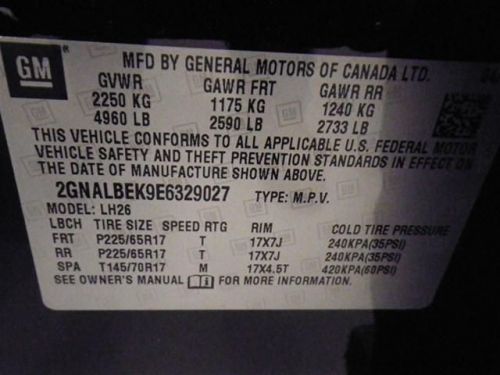 GM
MFD BY GENERAL MOTORS OF CANADA LTD.
GVWR GAWR FRT GAWR RR
2250 KG 1175 KG 1240 KG
4960 LB 2590 LB 2733 LB
THIS VEHICLE CONFORMS TO ALL APPLICABLE U.S. FEDERAL MOTOR
VEHICLE SAFETY AND THEFT PREVENTION STANDARDS IN EFFECT ON
THE DATE OF MANUFACTURE SHOWN ABOVE.
2GNALBEK9E6329027 TYPE: M.P.V.
MODEL: LH26
LBCH TIRE SIZE SPEED RTG RIM COLD TIRE PRESSURE
FRT P225/65R17 T 17X7J 240KPA(35PSI)
RR P225/65R17 T 17X7J 240KPA(35PSI)
SPA T145/70R17 M 17X4.5T 420KPA(60PSI)
SEE OWNER'S MANUAL FOR MORE INFORMATION.